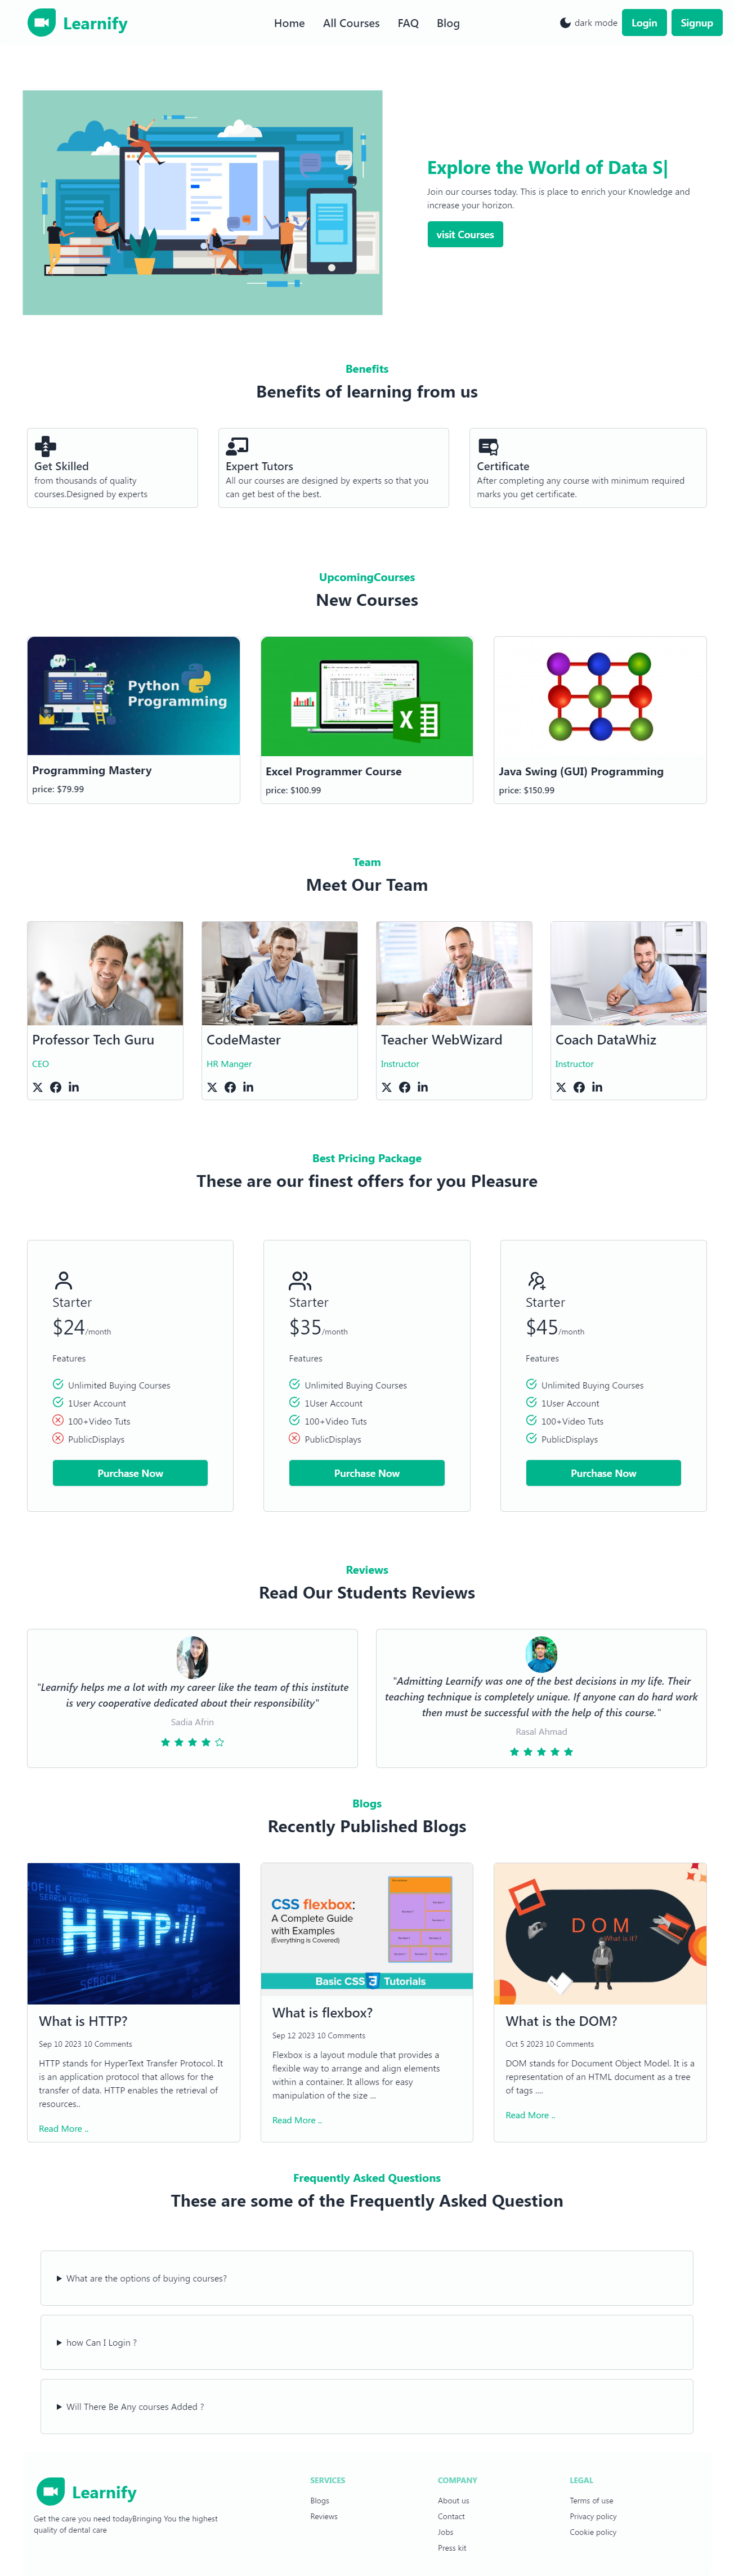 Learnify
Home All Courses FAQ Blog
dark mode Login Signup
Explore the World of Data S|
Join our courses today. This is place to enrich your Knowledge and
increase your horizon.
visit Courses
Benefits
Benefits of learning from us
Get Skilled
from thousands of quality
courses.Designed by experts
Expert Tutors
All our courses are designed by experts so that you
can get best of the best.
Certificate
After completing any course with minimum required
marks you get certificate.
UpcomingCourses
New Courses
Python
Programming
Programming Mastery
price: $79.99
X
Excel Programmer Course
price: $100.99
Java Swing (GUI) Programming
price: $150.99
Team
Meet Our Team
Professor Tech Guru
CEO
CodeMaster
HR Manger
Teacher WebWizard
Instructor
Coach DataWhiz
Instructor
Best Pricing Package
These are our finest offers for you Pleasure
Starter
$24/month
Features
Unlimited Buying Courses
1User Account
100+Video Tuts
PublicDisplays
Purchase Now
Starter
$35/month
Features
Unlimited Buying Courses
1User Account
100+Video Tuts
PublicDisplays
Purchase Now
Starter
$45/month
Features
Unlimited Buying Courses
1User Account
100+Video Tuts
PublicDisplays
Purchase Now
Reviews
Read Our Students Reviews
"Learnify helps me a lot with my career like the team of this institute
is very cooperative dedicated about their responsibility"
Sadia Afrin
"Admitting Learnify was one of the best decisions in my life. Their
teaching technique is completely unique. If anyone can do hard work
then must be successful with the help of this course."
Rasal Ahmad
Blogs
Recently Published Blogs
HTTP://
What is HTTP?
Sep 10 2023 10 Comments
HTTP stands for HyperText Transfer Protocol. It
is an application protocol that allows for the
transfer of data. HTTP enables the retrieval of
resources..
Read More ..
CSS flexbox:
A Complete Guide
with Examples
(Everything is Covered)
Basic CSS 3 Tutorials
What is flexbox?
Sep 12 2023 10 Comments
Flexbox is a layout module that provides a
flexible way to arrange and align elements
within a container. It allows for easy
manipulation of the size ...
Read More ..
DOM
What is it?
What is the DOM?
Oct 5 2023 10 Comments
DOM stands for Document Object Model. It is a
representation of an HTML document as a tree
of tags ....
Read More ..
Frequently Asked Questions
These are some of the Frequently Asked Question
What are the options of buying courses?
how Can I Login ?
Will There Be Any courses Added ?
Learnify
Get the care you need todayBringing You the highest
quality of dental care
SERVICES
Blogs
Reviews
COMPANY
About us
Contact
Jobs
Press kit
LEGAL
Terms of use
Privacy policy
Cookie policy